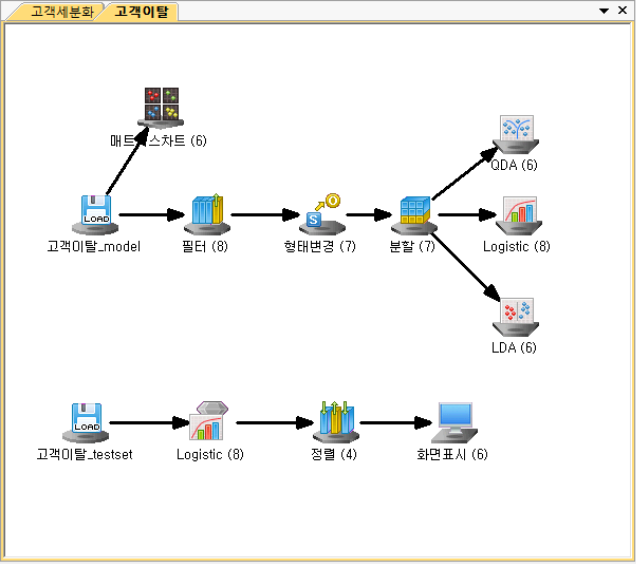 고객세분화
고객이탈
매트 스차트 (6)
QDA (6)
LOAD
고객이탈_model
필터 (8)
S
O
형태변경 (7)
분할 (7)
Logistic (8)
LDA (6)
LOAD
고객이탈_testset
Logistic (8)
정렬 (4)
화면표시 (6)